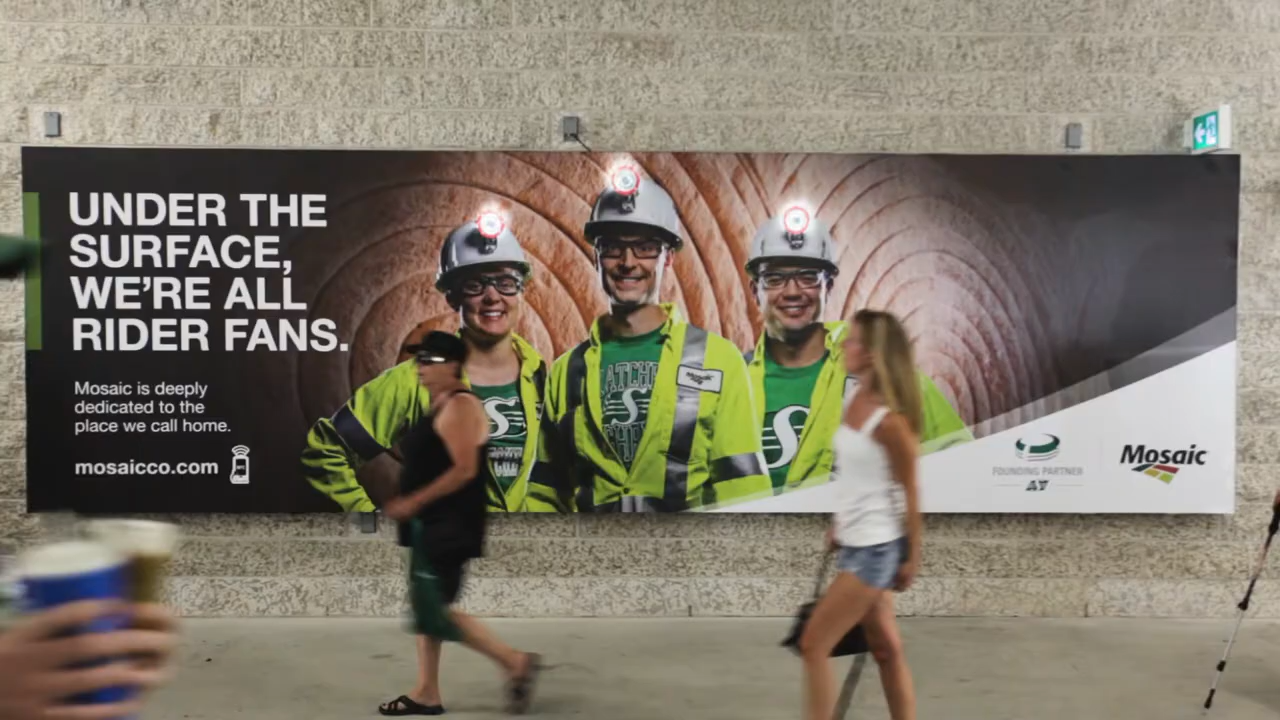 UNDER THE
SURFACE,
WE'RE ALL
RIDER FANS.
Mosaic is deeply
dedicated to the
place we call home.
mosaicco.com
S
S
S
Mosaic
FOUNDING PARTNER
Mosaic